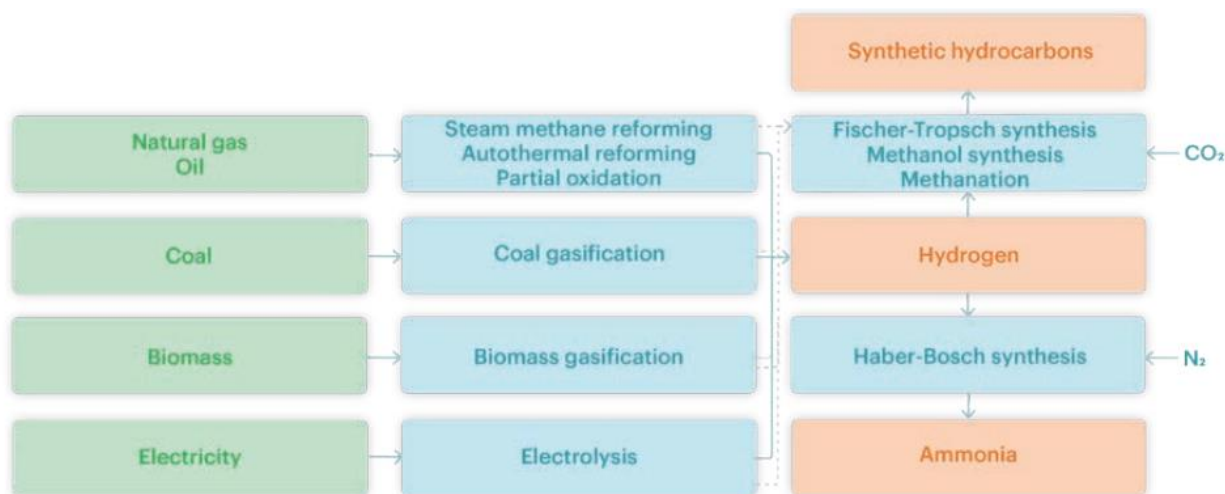 Synthetic hydrocarbons
Natural gas
Oil
Steam methane reforming
Autothermal reforming
Partial oxidation
Fischer-Tropsch synthesis
Methanol synthesis
Methanation
CO₂
Coal
Coal gasification
Hydrogen
Biomass
Biomass gasification
Haber-Bosch synthesis
N₂
Electricity
Electrolysis
Ammonia